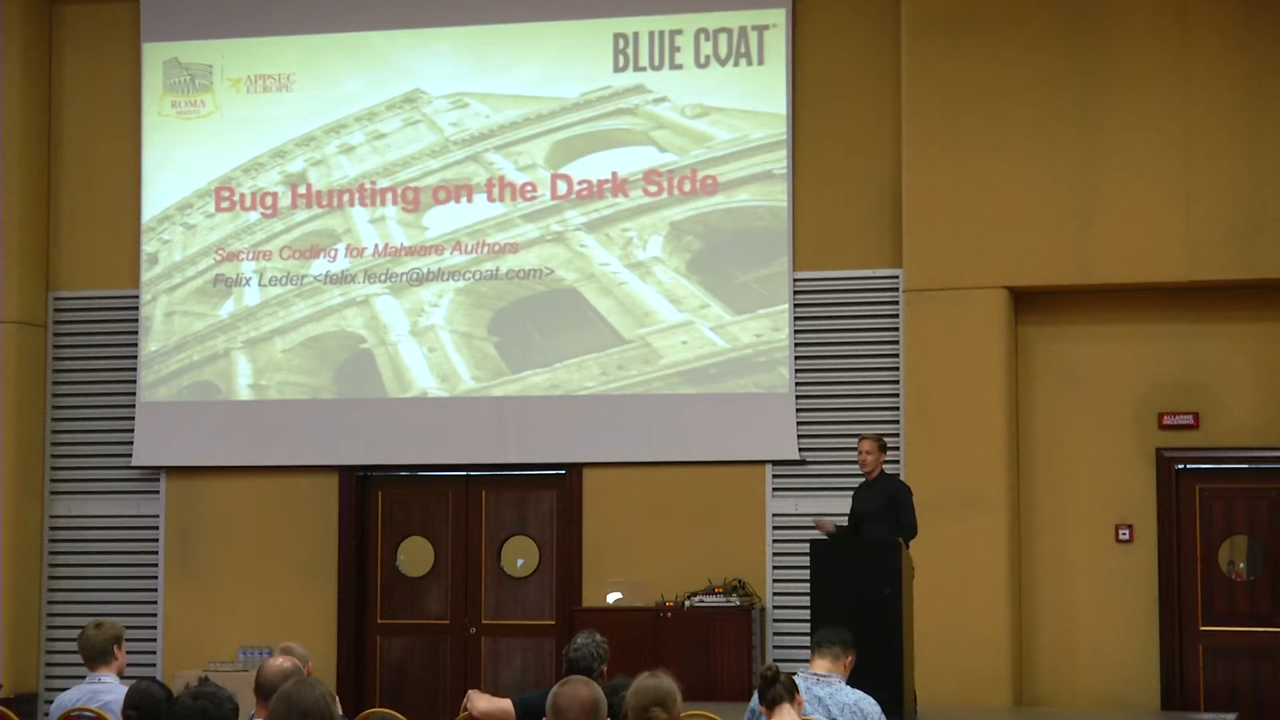 BLUE COAT
ROMA
APPSEC
EUROPE
Bug Hunting on the Dark Side
Secure Coding for Malware Authors
Felix Leder <felix.leder@bluecoat.com>
ALLARME
INCENDIO